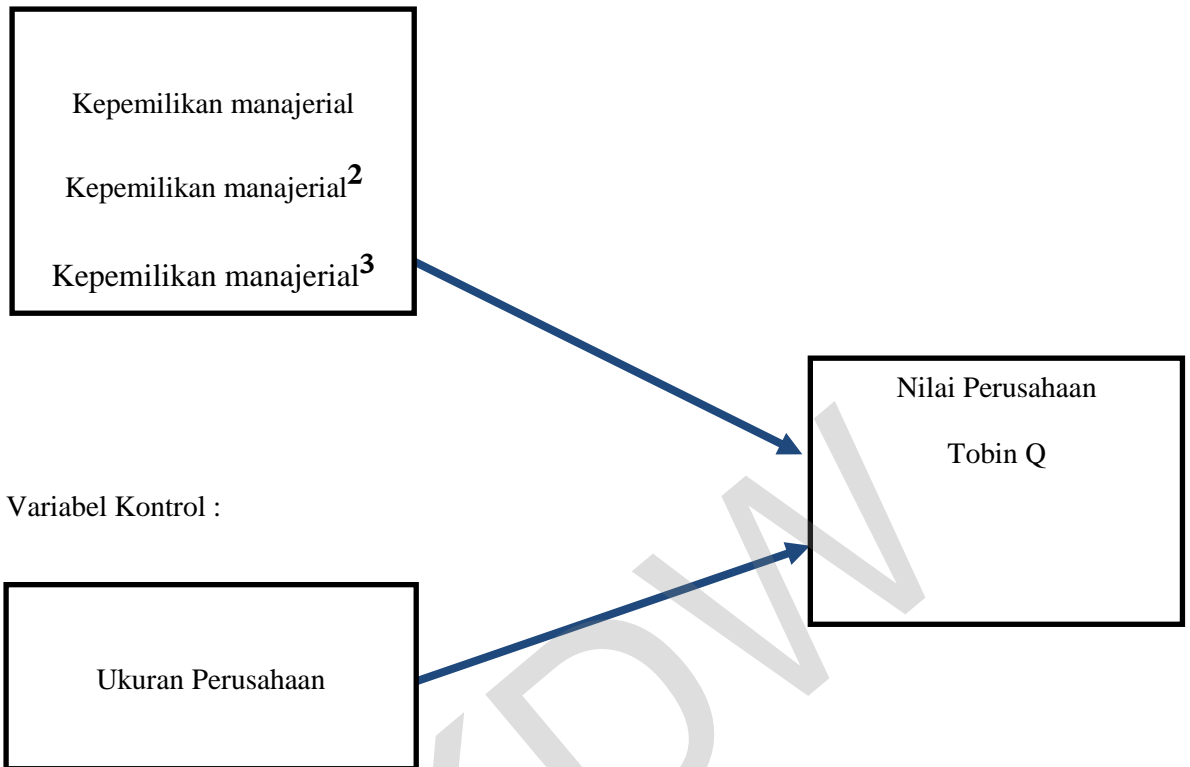 Kepemilikan manajerial
Kepemilikan manajerial²
Kepemilikan manajerial³
Nilai Perusahaan
Tobin Q
Variabel Kontrol :
Ukuran Perusahaan